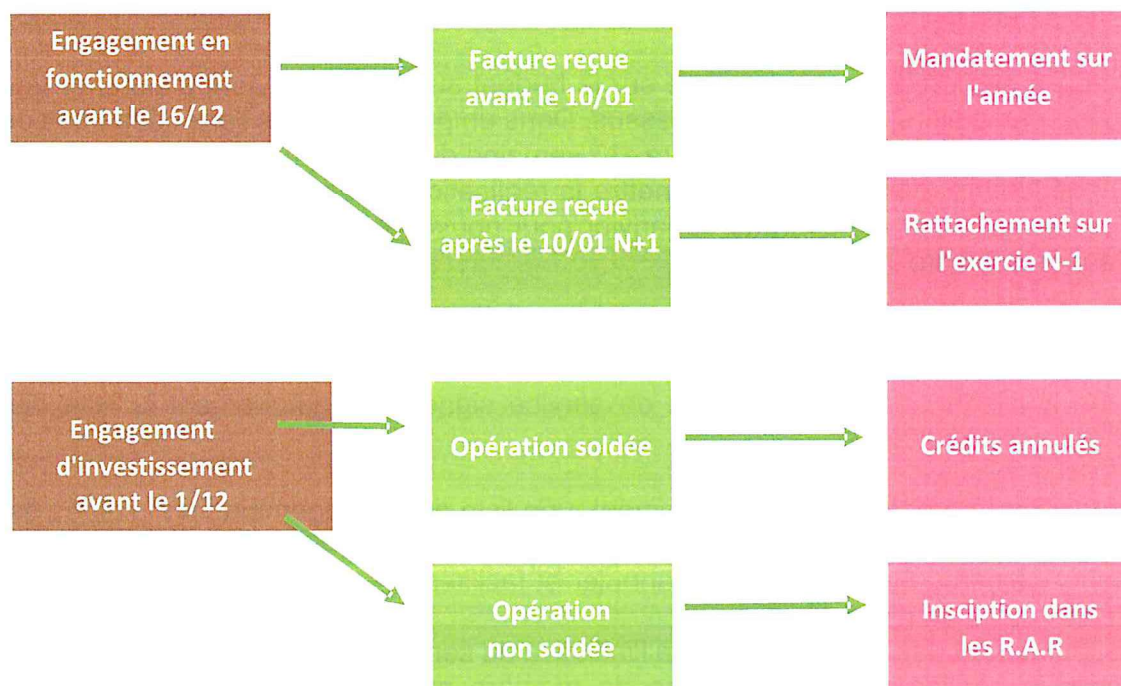 Engagement en
fonctionnement
avant le 16/12
Facture reçue
avant le 10/01
Mandatement sur
l'année
Facture reçue
après le 10/01 N+1
Rattachement sur
l'exercie N-1
Engagement
d'investissement
avant le 1/12
Opération soldée
Crédits annulés
Opération
non soldée
Insciption dans
les R.A.R